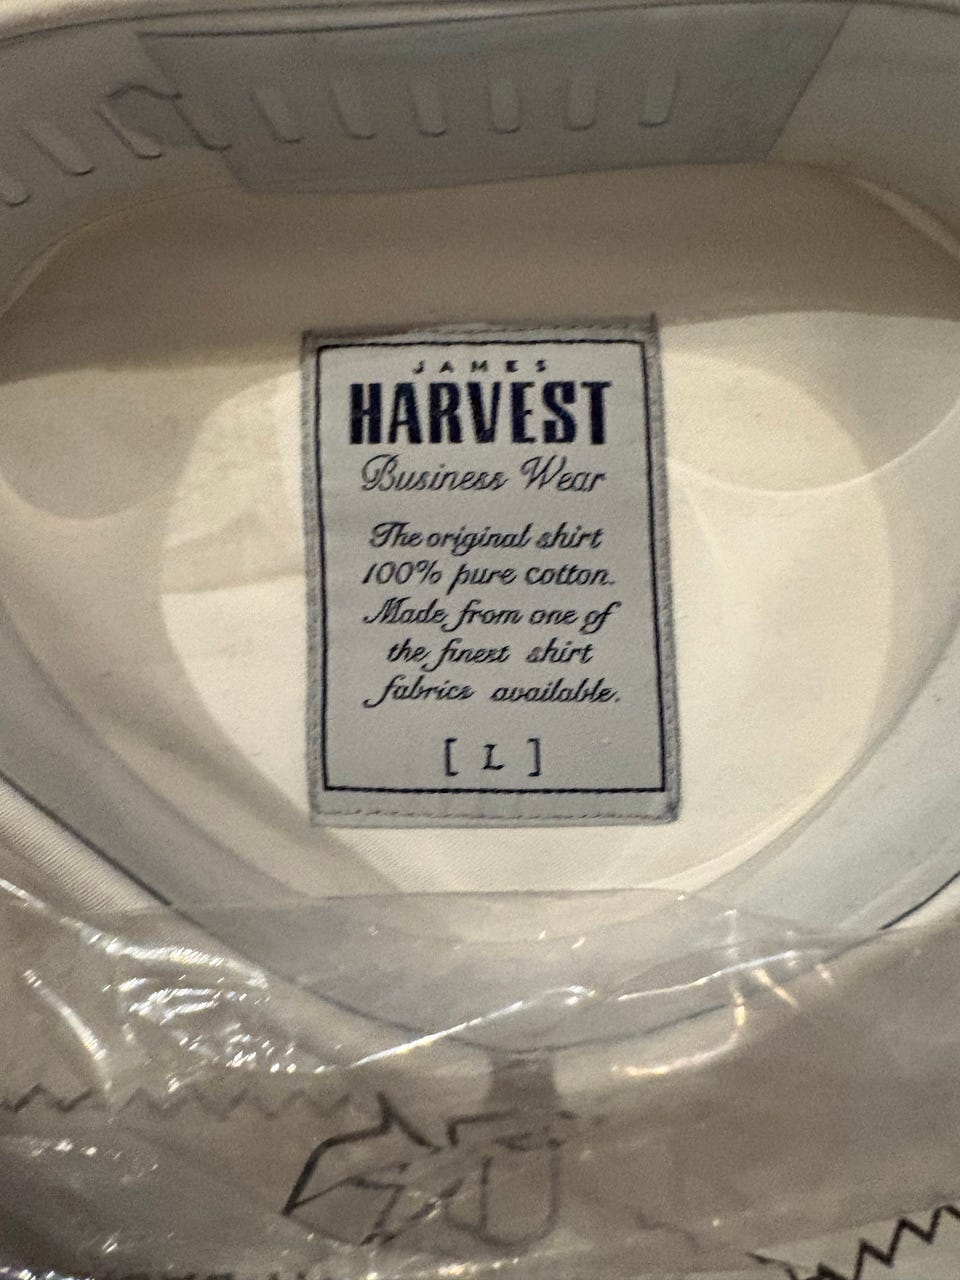 JAMES
HARVEST
Business Wear
The original shirt
100% pure cotton.
Made from one of
the finest shirt
fabrics available.
[ L ]